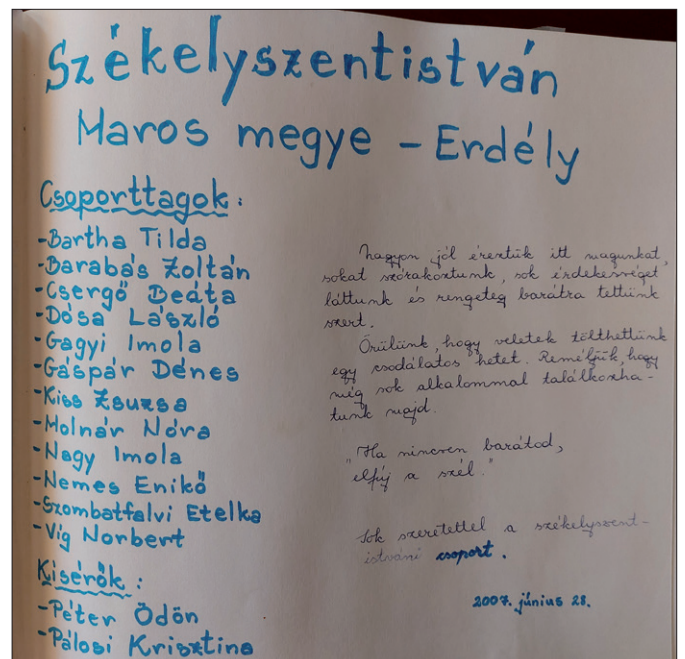 Székelyszentistván
Maros megye - Erdély
Csoporttagok:
-Bartha Tilda
-Barabás Zoltán
-Csergő Beáta
-Dósa László
-Gagyi Imola
-Gáspár Dénes
-Kiss Zsuzsa
-Molnár Nóra
-Nagy Imola
-Nemes Enikő
-Szombatfalvi Etelka
-Víg Norbert
Kisérők:
-Péter Ödön
-Pálosi Krisztina
Nagyon jól éreztük itt magunkat,
sokat szórakoztunk, sok érdekességet
láttunk és rengeteg barátra tettünk
szert.
Örülünk, hogy veletek tölthettünk
egy csodálatos hetet. Reméljük, hogy
még sok alkalommal találkozha-
tunk majd.
"Ha nincsen barátod,
elfúj a szél."
Sok szeretettel a székelyszent-
istváni csoport.
2007. június 28.